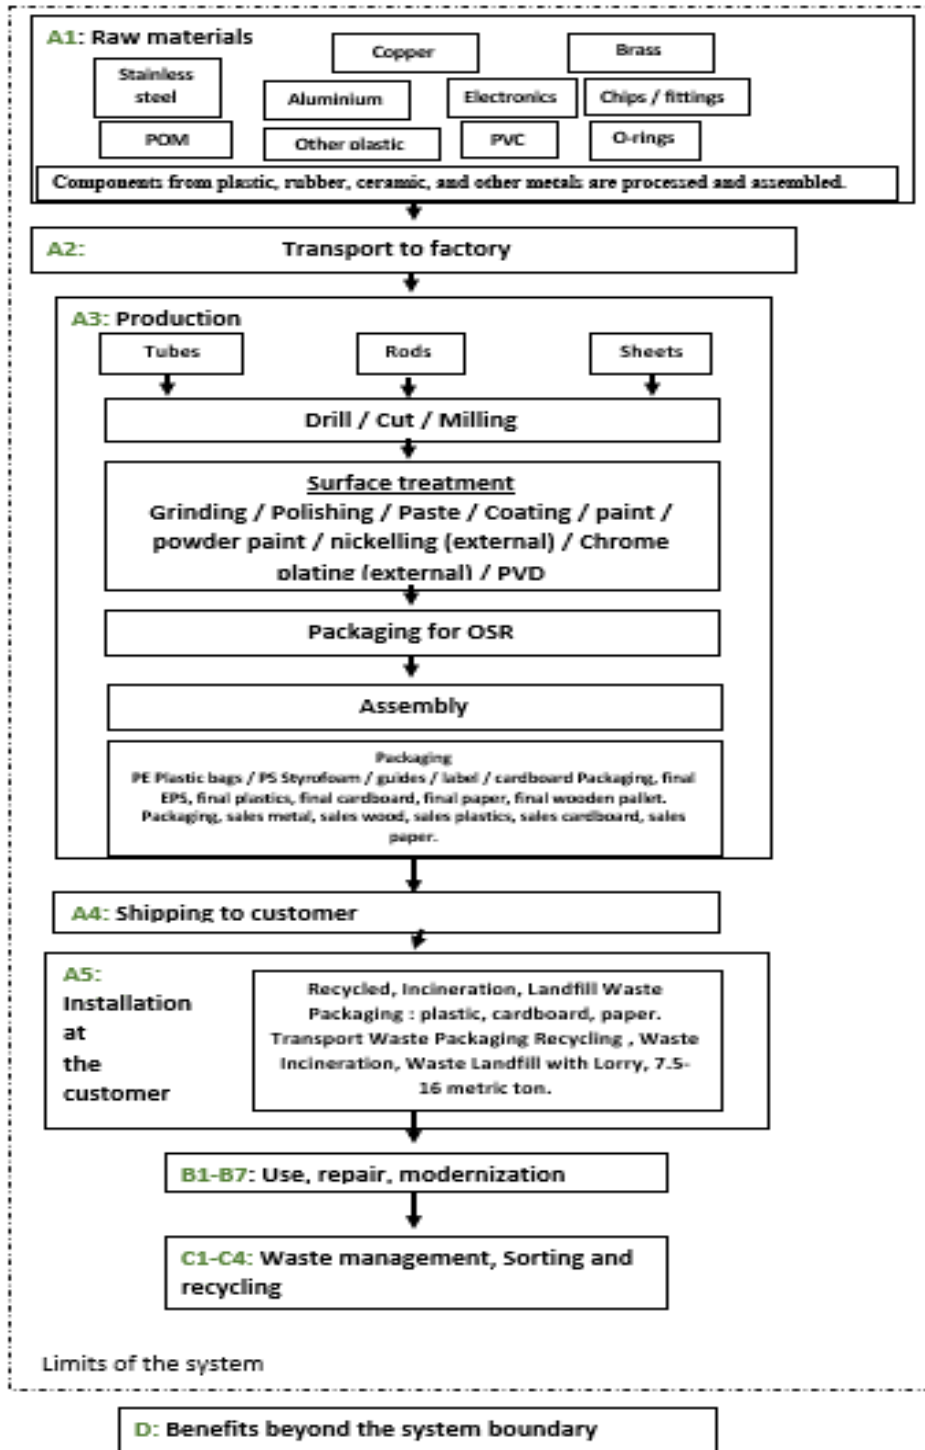 A1: Raw materials
Copper
Brass
Stainless
steel
Aluminium
Electronics
Chips / fittings
POM
Other plastic
PVC
O-rings
Components from plastic, rubber, ceramic, and other metals are processed and assembled.
A2: Transport to factory
A3: Production
Tubes
Rods
Sheets
Drill / Cut / Milling
Surface treatment
Grinding / Polishing / Paste / Coating / paint /
powder paint / nickelling (external) / Chrome
plating (external) / PVD
Packaging for OSR
Assembly
Packaging
PE Plastic bags / PS Styrofoam / guides / label / cardboard Packaging, final
EPS, final plastics, final cardboard, final paper, final wooden pallet.
Packaging, sales metal, sales wood, sales plastics, sales cardboard, sales
paper.
A4: Shipping to customer
A5:
Installation
at
the
customer
Recycled, Incineration, Landfill Waste
Packaging : plastic, cardboard, paper.
Transport Waste Packaging Recycling , Waste
Incineration, Waste Landfill with Lorry, 7.5-
16 metric ton.
B1-B7: Use, repair, modernization
C1-C4: Waste management, Sorting and
recycling
Limits of the system
D: Benefits beyond the system boundary